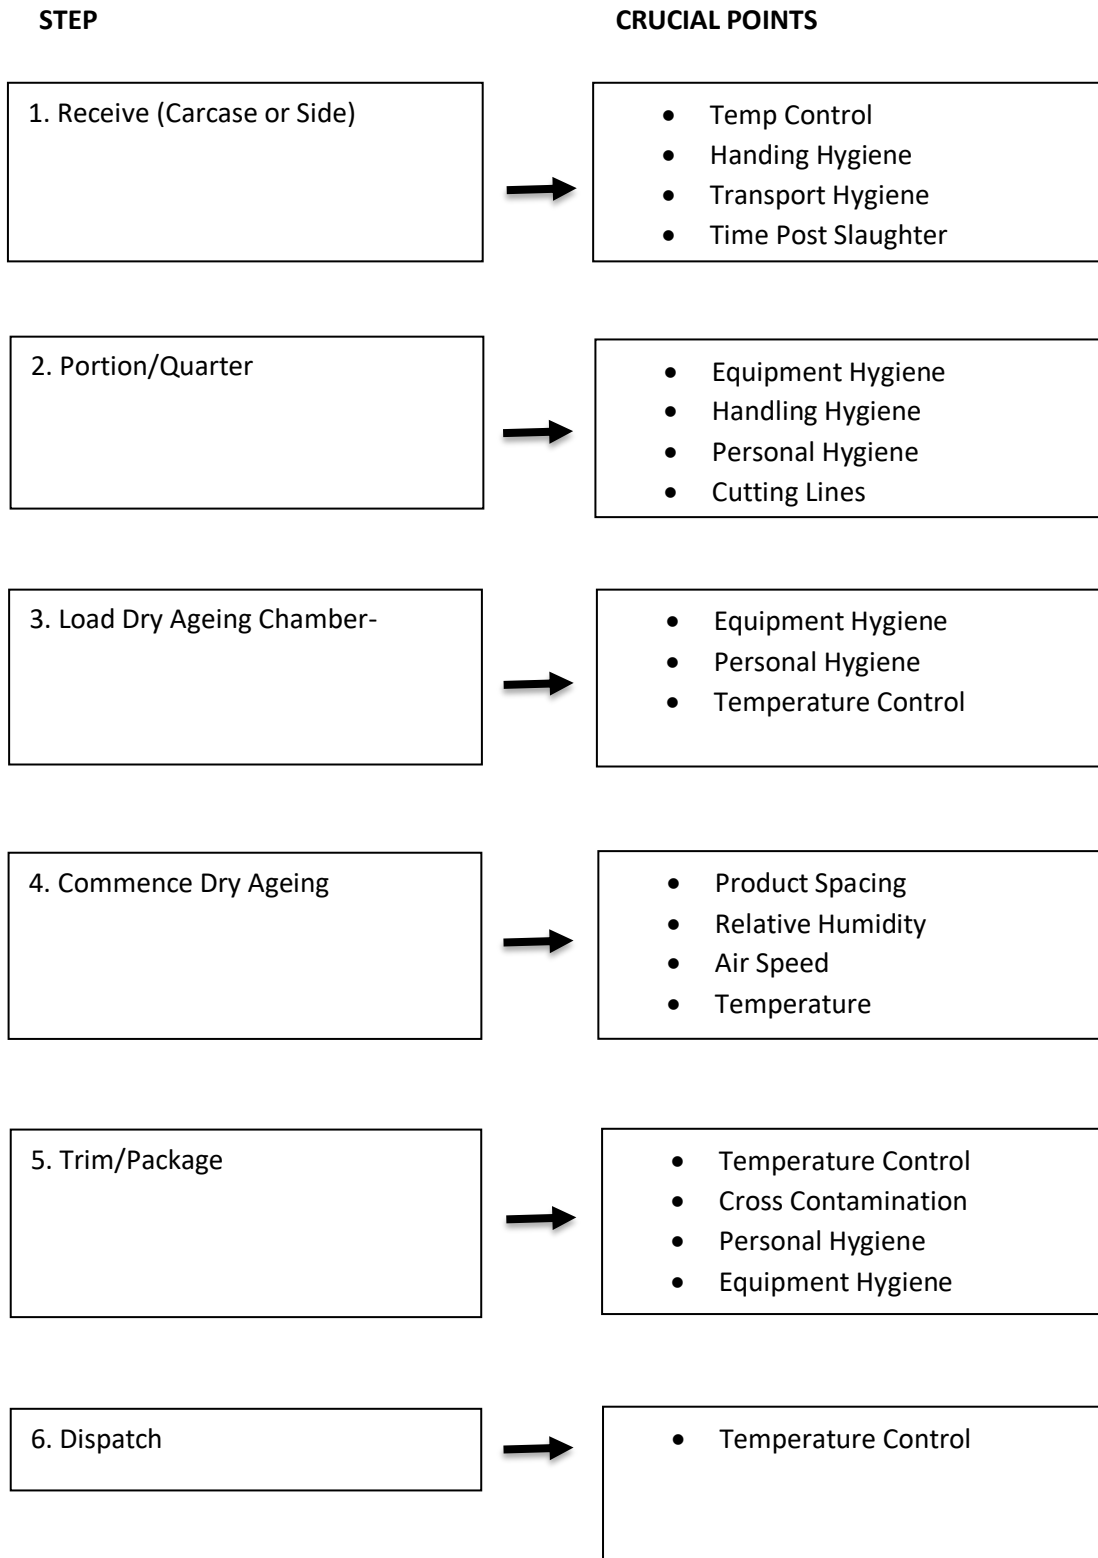 STEP
CRUCIAL POINTS
1. Receive (Carcase or Side)
• Temp Control
• Handing Hygiene
• Transport Hygiene
• Time Post Slaughter
2. Portion/Quarter
• Equipment Hygiene
• Handling Hygiene
• Personal Hygiene
• Cutting Lines
3. Load Dry Ageing Chamber-
• Equipment Hygiene
• Personal Hygiene
• Temperature Control
4. Commence Dry Ageing
• Product Spacing
• Relative Humidity
• Air Speed
• Temperature
5. Trim/Package
• Temperature Control
• Cross Contamination
• Personal Hygiene
• Equipment Hygiene
6. Dispatch
• Temperature Control